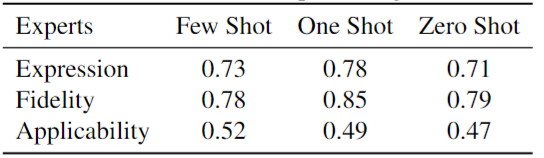 Experts Few Shot One Shot Zero Shot
Expression 0.73 0.78 0.71
Fidelity 0.78 0.85 0.79
Applicability 0.52 0.49 0.47